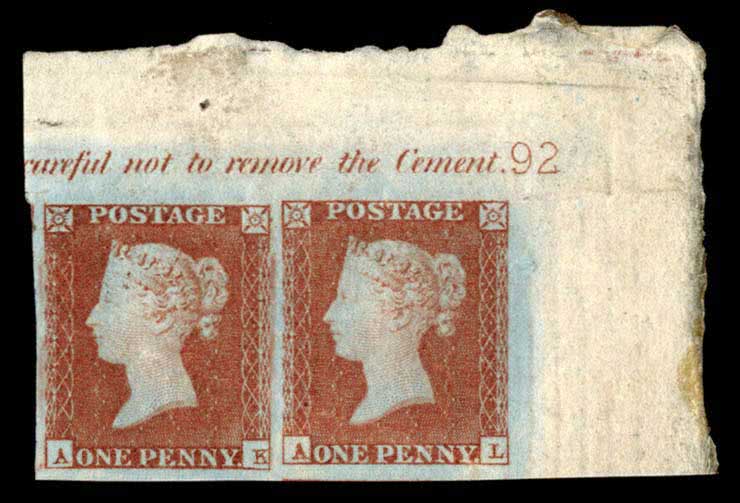 careful not to remove the Cement. 92
POSTAGE POSTAGE
A ONE PENNY. K A ONE PENNY. L